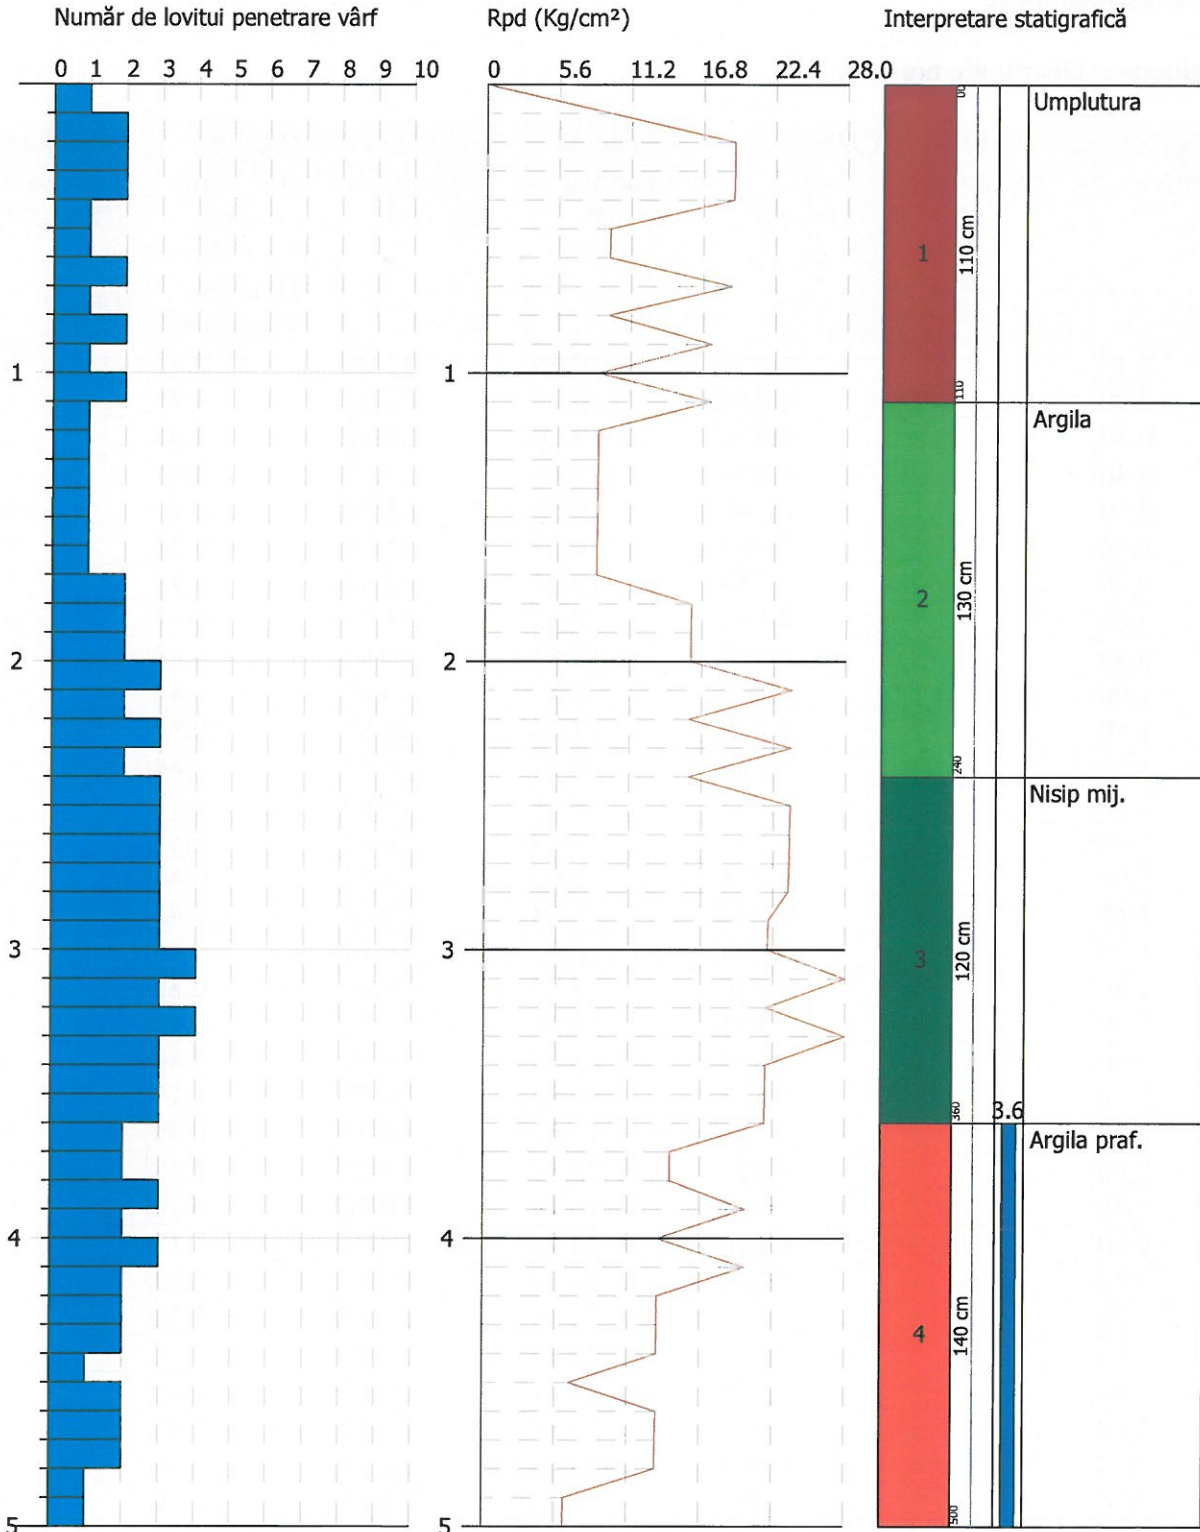 Număr de lovitui penetrare vârf
Rpd (Kg/cm²)
Interpretare statigrafică
0 1 2 3 4 5 6 7 8 9 10
0 5.6 11.2 16.8 22.4 28.0
Umplutura
1
110 cm
110
1
1
Argila
2
130 cm
240
2
2
Nisip mij.
3
120 cm
360
3.6
3
3
Argila praf.
4
4
4
140 cm
500
5
5